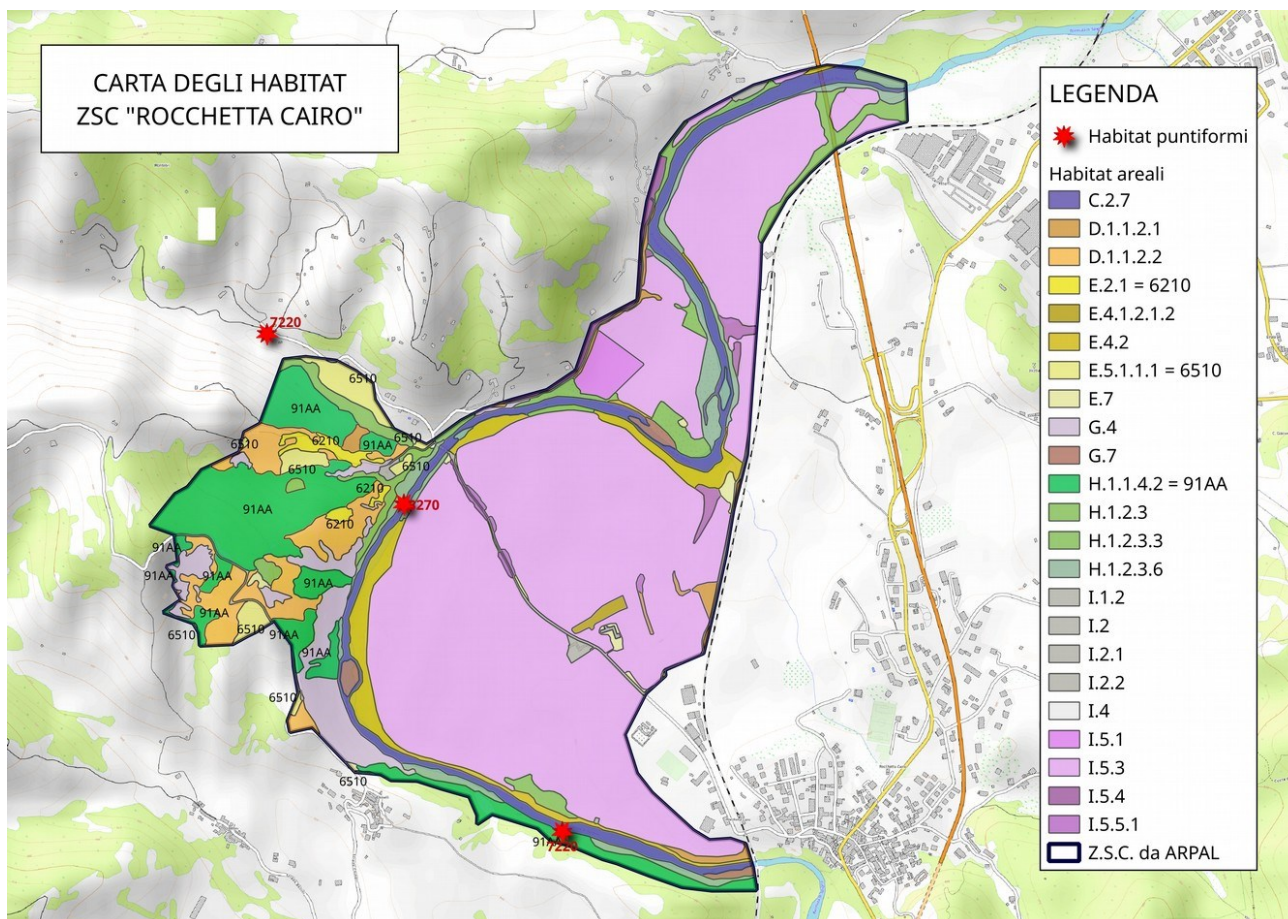 CARTA DEGLI HABITAT
ZSC "ROCCHETTA CAIRO"
LEGENDA
Habitat puntiformi
Habitat areali
C.2.7
D.1.1.2.1
D.1.1.2.2
E.2.1 = 6210
E.4.1.2.1.2
E.4.2
E.5.1.1.1 = 6510
E.7
G.4
G.7
H.1.1.4.2 = 91AA
H.1.2.3
H.1.2.3.3
H.1.2.3.6
I.1.2
I.2
I.2.1
I.2.2
I.4
I.5.1
I.5.3
I.5.4
I.5.5.1
Z.S.C. da ARPAL
7220
6510
91AA
6510
6210
91AA
6510
6510
6510
6210
91AA
6210
91AA
91AA
91AA
91AA
91AA
6510
6510
91AA
91AA
6510
6510
7220